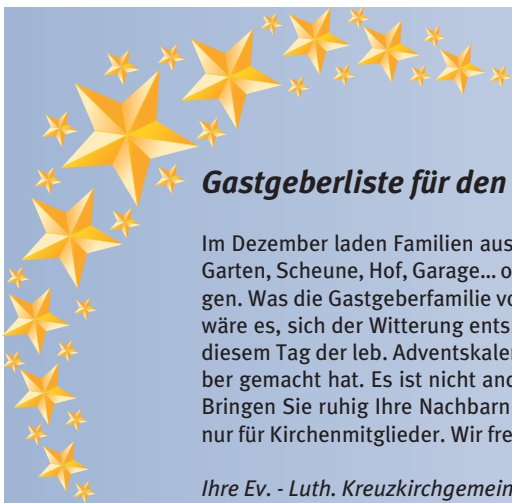 Gastgeberliste für den
Im Dezember laden Familien aus
Garten, Scheune, Hof, Garage... o
gen. Was die Gastgeberfamilie vo
wäre es, sich der Witterung ents
diesem Tag der leb. Adventskalen
ber gemacht hat. Es ist nicht and
Bringen Sie ruhig Ihre Nachbarn
nur für Kirchenmitglieder. Wir fre
Ihre Ev. - Luth. Kreuzkirchgemein